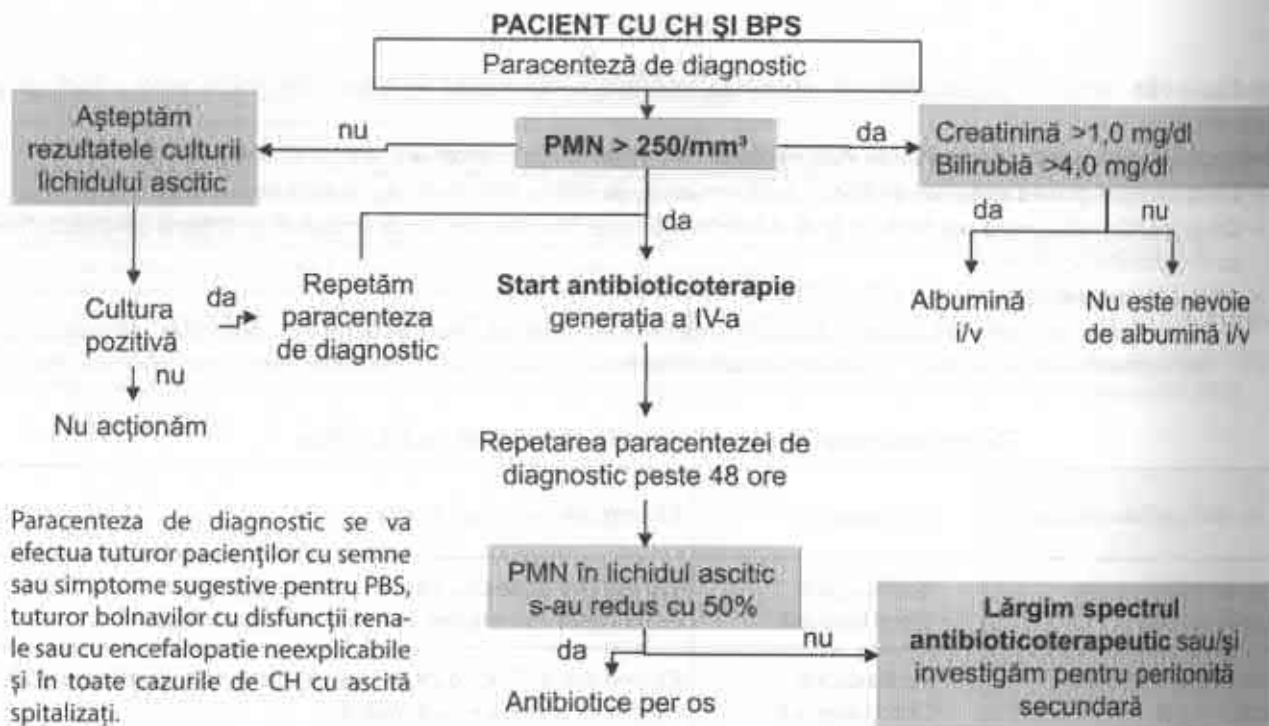 PACIENT CU CH ŞI BPS
Paracenteză de diagnostic
Aşteptăm
rezultatele culturii
lichidului ascitic
nu
PMN > 250/mm³
da
Creatinină >1,0 mg/dl
Bilirubiă >4,0 mg/dl
da
da
nu
Cultura
pozitivă
da
Repetăm
paracenteza
de diagnostic
Start antibioticoterapie
generaţia a IV-a
Albumină
i/v
Nu este nevoie
de albumină i/v
nu
Nu acţionăm
Repetarea paracentezei de
diagnostic peste 48 ore
Paracenteza de diagnostic se va
efectua tuturor pacienţilor cu semne
sau simptome sugestive pentru PBS,
tuturor bolnavilor cu disfuncţii rena-
le sau cu encefalopatie neexplicabile
şi în toate cazurile de CH cu ascită
spitalizaţi.
PMN în lichidul ascitic
s-au redus cu 50%
da
nu
Antibiotice per os
Lărgim spectrul
antibioticoterapeutic sau/şi
investigăm pentru peritonită
secundară